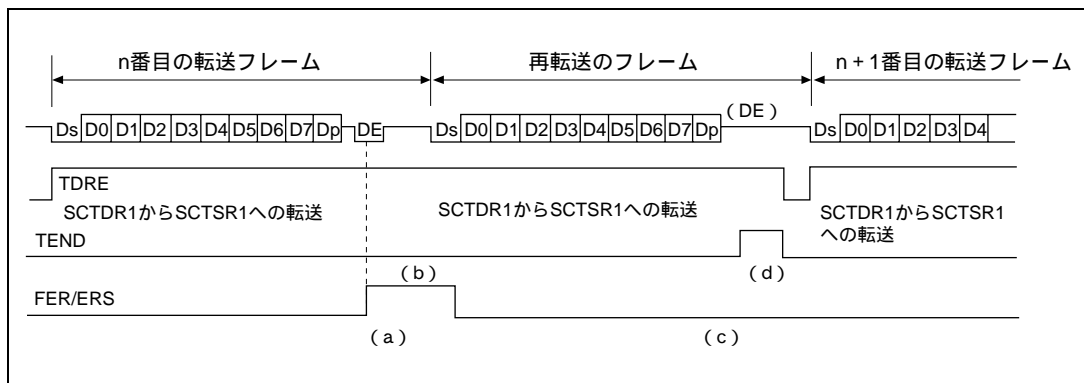 n番目の転送フレーム 再転送のフレーム n + 1番目の転送フレーム
Ds D0 D1 D2 D3 D4 D5 D6 D7 Dp DE Ds D0 D1 D2 D3 D4 D5 D6 D7 Dp (DE) Ds D0 D1 D2 D3 D4
TDRE
SCTDR1からSCTSR1への転送 SCTDR1からSCTSR1への転送 SCTDR1からSCTSR1
への転送
TEND
(b) (d)
FER/ERS
(a) (c)